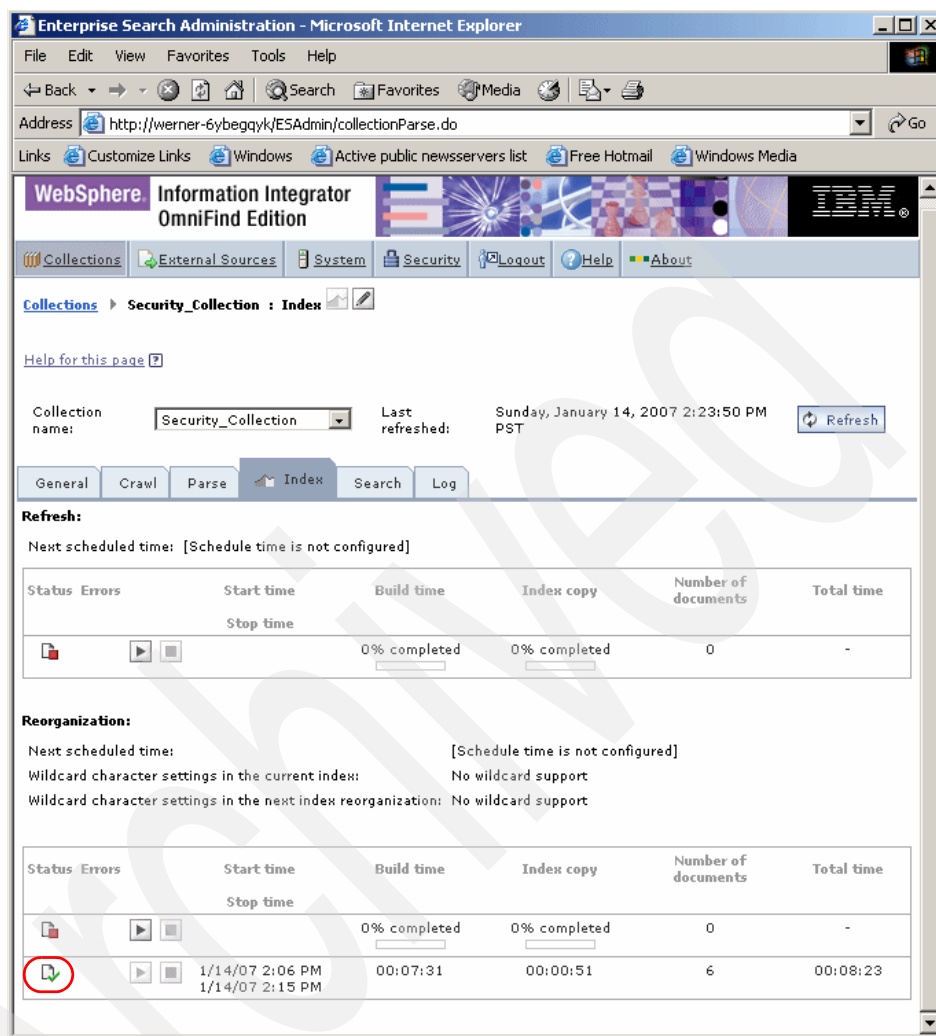 Enterprise Search Administration - Microsoft Internet Explorer
File Edit View Favorites Tools Help
Back Search Favorites Media
Address http://werner-6ybegqyk/ESAdmin/collectionParse.do Go
Links Customize Links Windows Active public newsservers list Free Hotmail Windows Media
WebSphere. Information Integrator
OmniFind Edition
IBM®
Collections External Sources System Security Logout Help About
Collections Security_Collection : Index
Help for this page ?
Collection name: Security_Collection Last refreshed: Sunday, January 14, 2007 2:23:50 PM PST Refresh
General Crawl Parse Index Search Log
Refresh:
Next scheduled time: [Schedule time is not configured]
Status Errors Start time Build time Index copy Number of documents Total time
Stop time
0% completed 0% completed 0 -
Reorganization:
Next scheduled time: [Schedule time is not configured]
Wildcard character settings in the current index: No wildcard support
Wildcard character settings in the next index reorganization: No wildcard support
Status Errors Start time Build time Index copy Number of documents Total time
Stop time
0% completed 0% completed 0 -
1/14/07 2:06 PM 00:07:31 00:00:51 6 00:08:23
1/14/07 2:15 PM
Archived